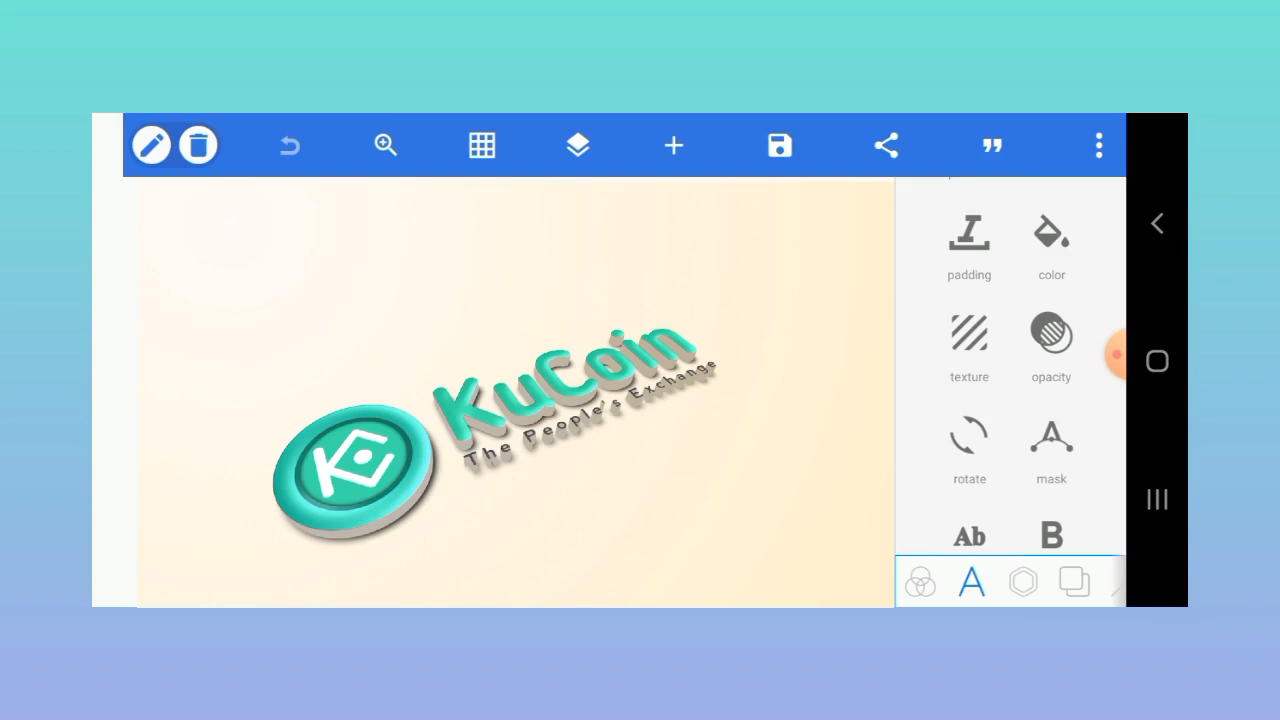 KuCoin
The People's Exchange
padding
color
texture
opacity
rotate
mask
Ab
B
A